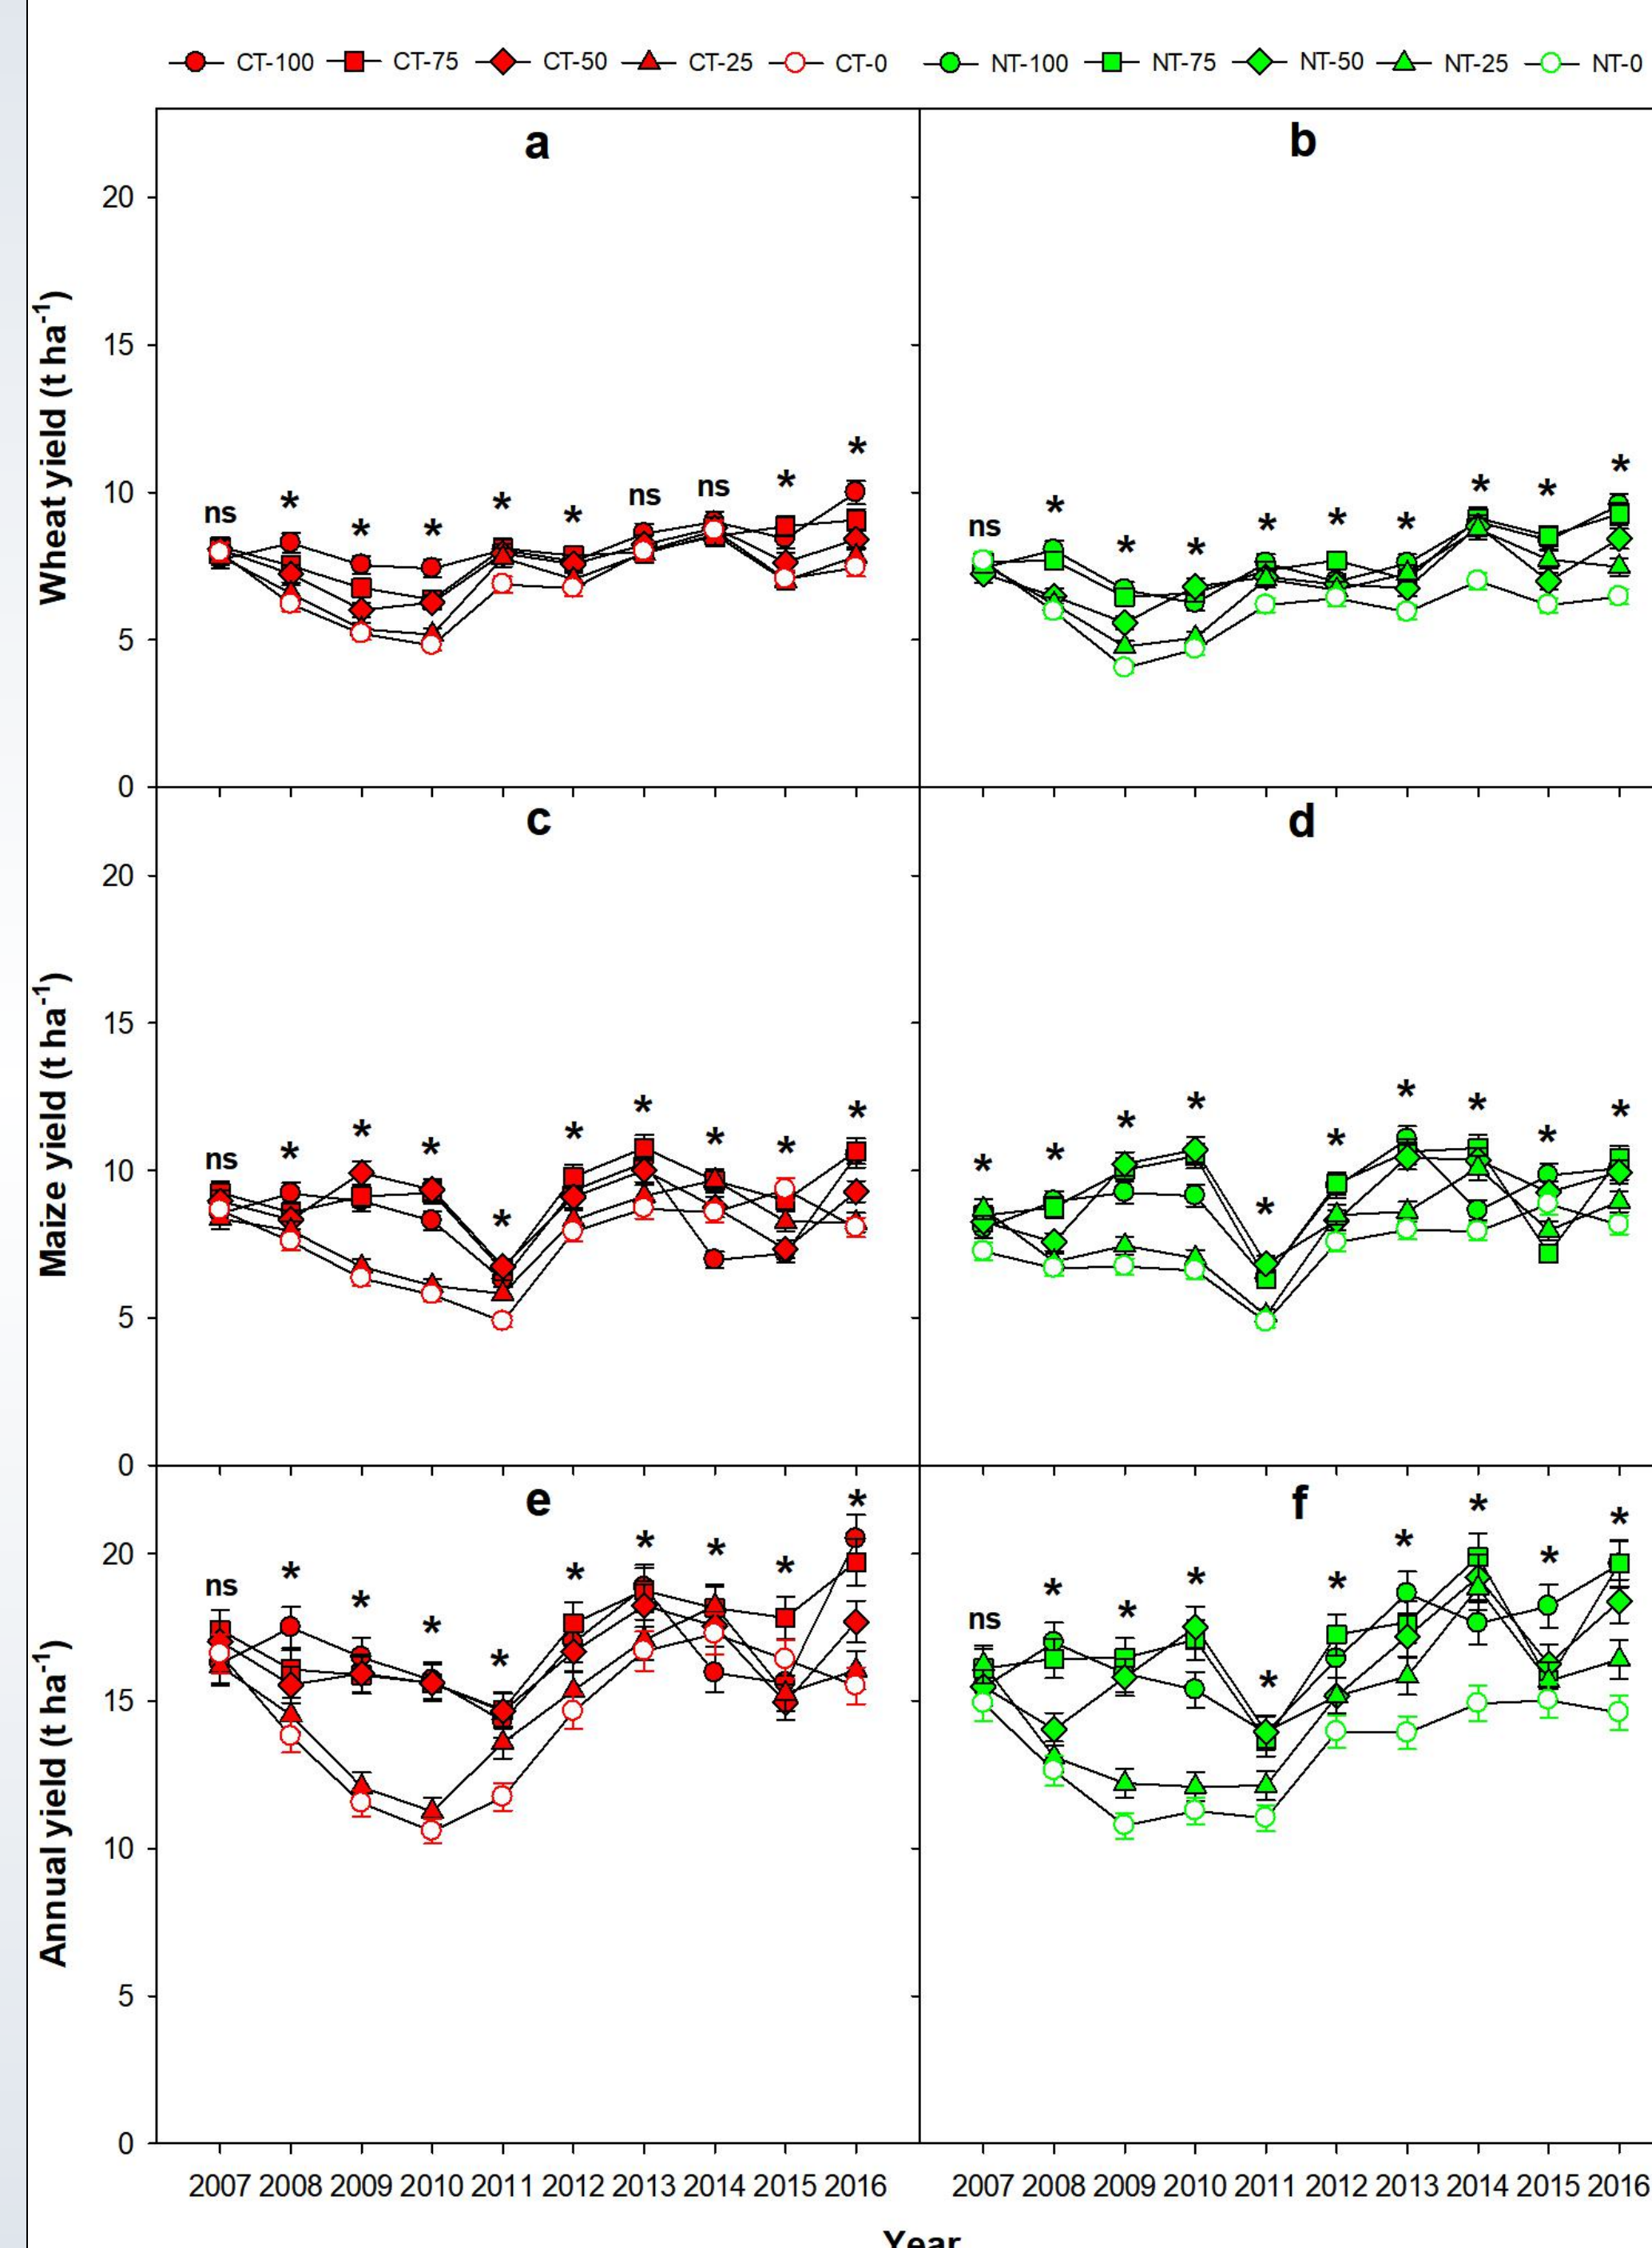 CT-100 CT-75 CT-50 CT-25 CT-0 NT-100 NT-75 NT-50 NT-25 NT-0
a
Wheat yield (t ha-1)
20
15
10
5
0
ns * * * * * ns ns * *
b
ns * * * * * * * * *
c
Maize yield (t ha-1)
20
15
10
5
0
ns * * * * * * * * *
d
* * * * * * * * * *
e
Annual yield (t ha-1)
20
15
10
5
0
ns * * * * * * * * *
f
ns * * * * * * * * *
2007 2008 2009 2010 2011 2012 2013 2014 2015 2016
2007 2008 2009 2010 2011 2012 2013 2014 2015 2016
Year